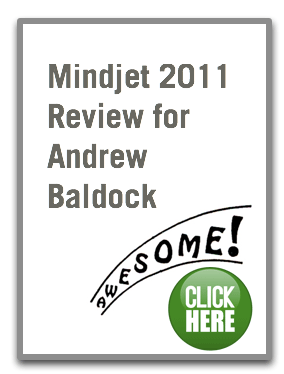 Mindjet 2011
Review for
Andrew
Baldock
AWESOME!
CLICK
HERE